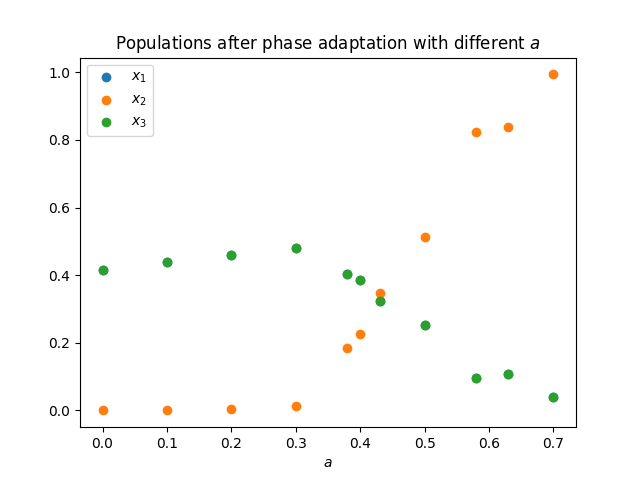 Populations after phase adaptation with different a
1.0
0.8
0.6
0.4
0.2
0.0
x₁
x₂
x₃
0.0 0.1 0.2 0.3 0.4 0.5 0.6 0.7
a